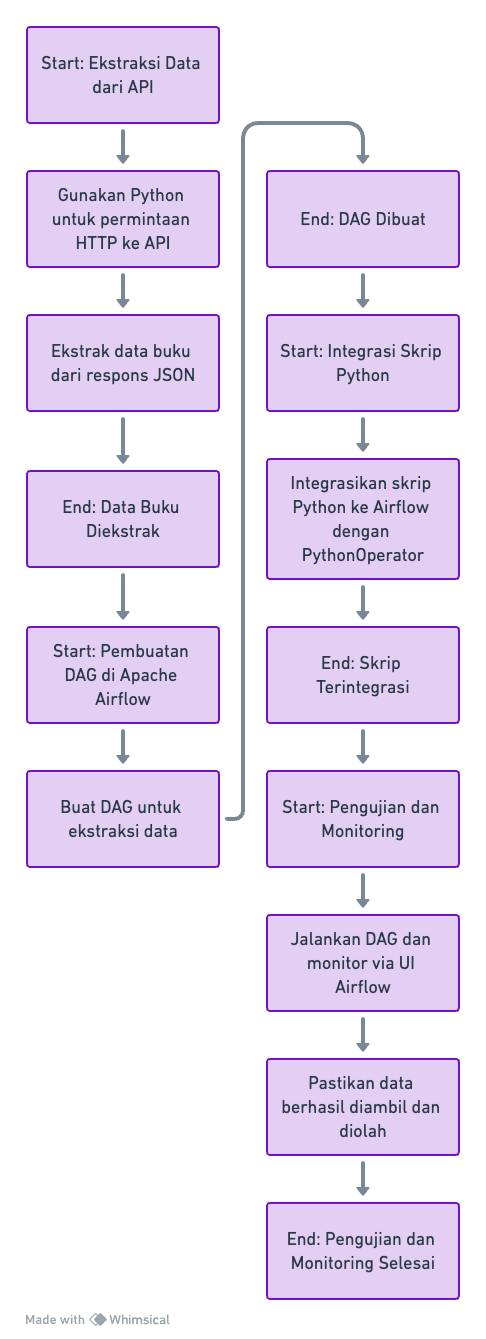 Start: Ekstraksi Data
dari API
Gunakan Python
untuk permintaan
HTTP ke API
Ekstrak data buku
dari respons JSON
End: Data Buku
Diekstrak
Start: Pembuatan
DAG di Apache
Airflow
Buat DAG untuk
ekstraksi data
End: DAG Dibuat
Start: Integrasi Skrip
Python
Integrasikan skrip
Python ke Airflow
dengan
PythonOperator
End: Skrip
Terintegrasi
Start: Pengujian dan
Monitoring
Jalankan DAG dan
monitor via UI
Airflow
Pastikan data
berhasil diambil dan
diolah
End: Pengujian dan
Monitoring Selesai
Made with Whimsical